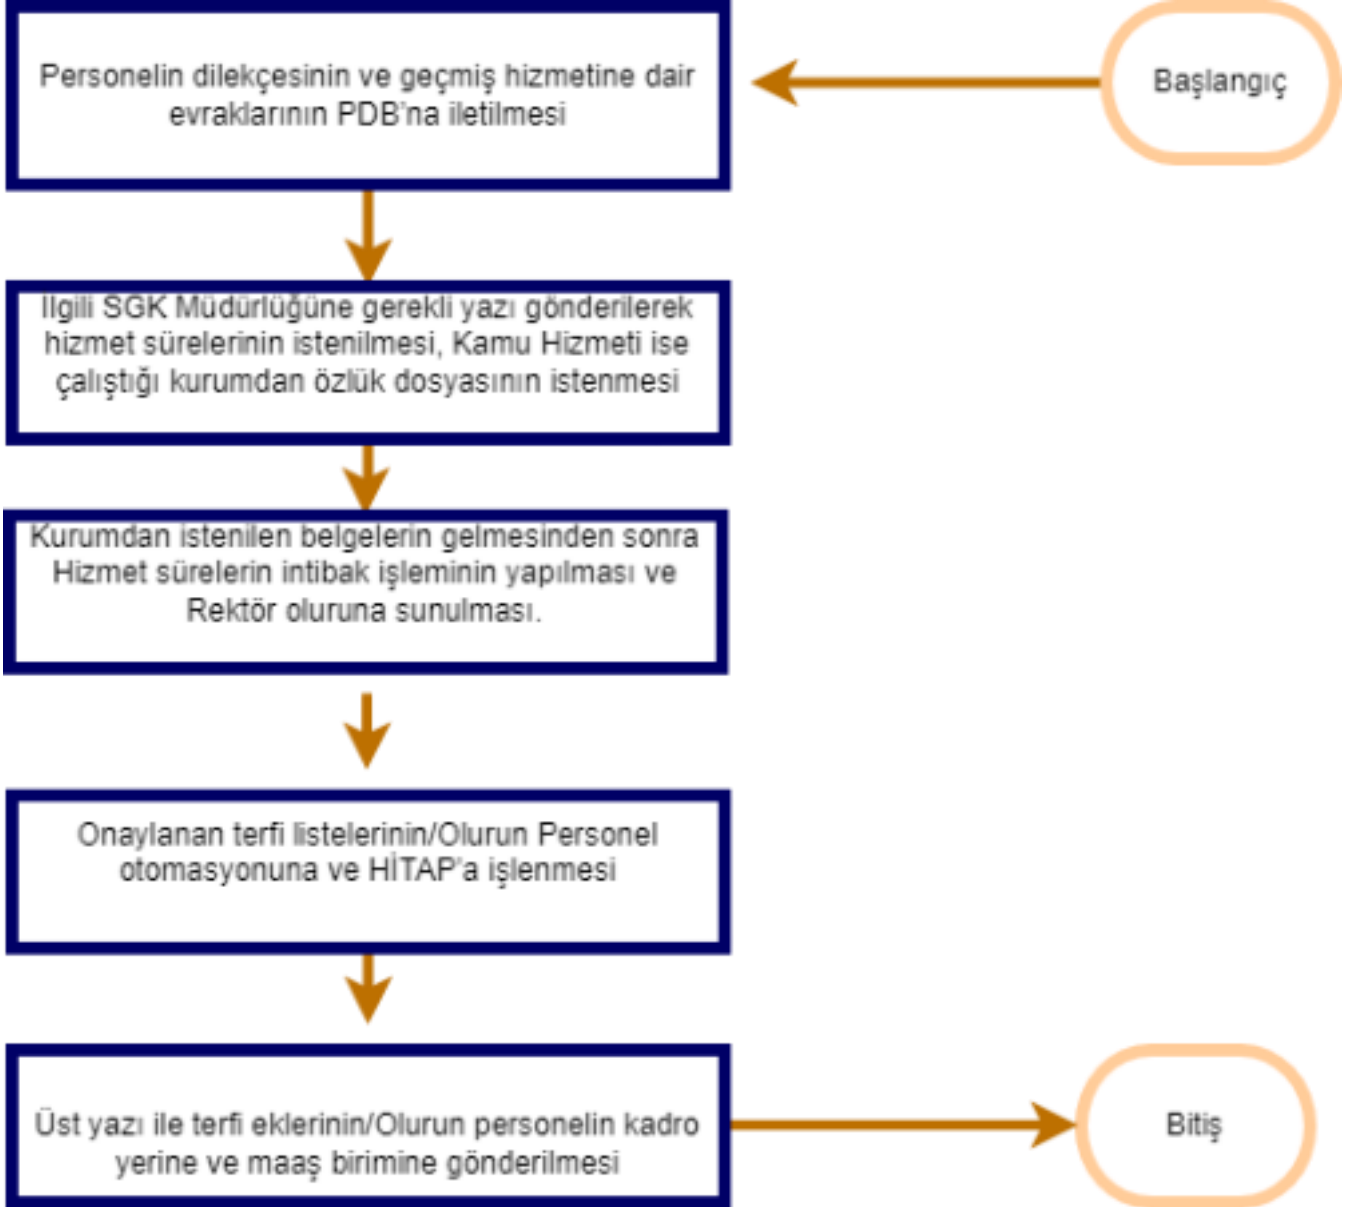 Başlangıç
Personelin dilekçesinin ve geçmiş hizmetine dair
evraklarının PDB'na iletilmesi
İlgili SGK Müdürlüğüne gerekli yazı gönderilerek
hizmet sürelerinin istenilmesi, Kamu Hizmeti ise
çalıştığı kurumdan özlük dosyasının istenmesi
Kurumdan istenilen belgelerin gelmesinden sonra
Hizmet sürelerin intibak işleminin yapılması ve
Rektör oluruna sunulması.
Onaylanan terfi listelerinin/Olurun Personel
otomasyonuna ve HİTAP'a işlenmesi
Üst yazı ile terfi eklerinin/Olurun personelin kadro
yerine ve maaş birimine gönderilmesi
Bitiş